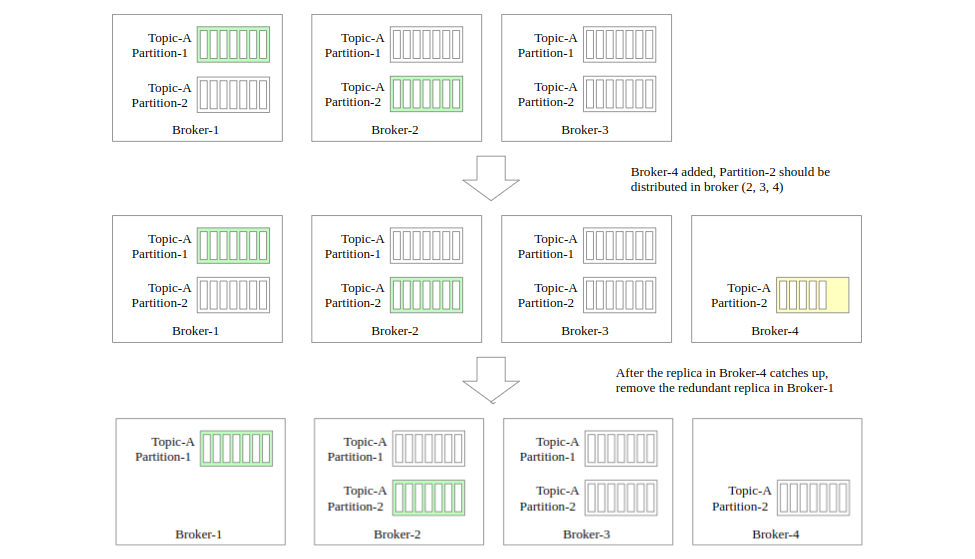 Topic-A
Partition-1
Topic-A
Partition-2
Broker-1
Topic-A
Partition-1
Topic-A
Partition-2
Broker-2
Topic-A
Partition-1
Topic-A
Partition-2
Broker-3
Broker-4 added, Partition-2 should be
distributed in broker (2, 3, 4)
Topic-A
Partition-1
Topic-A
Partition-2
Broker-1
Topic-A
Partition-1
Topic-A
Partition-2
Broker-2
Topic-A
Partition-1
Topic-A
Partition-2
Broker-3
Topic-A
Partition-2
Broker-4
After the replica in Broker-4 catches up,
remove the redundant replica in Broker-1
Topic-A
Partition-1
Broker-1
Topic-A
Partition-1
Topic-A
Partition-2
Broker-2
Topic-A
Partition-1
Topic-A
Partition-2
Broker-3
Topic-A
Partition-2
Broker-4